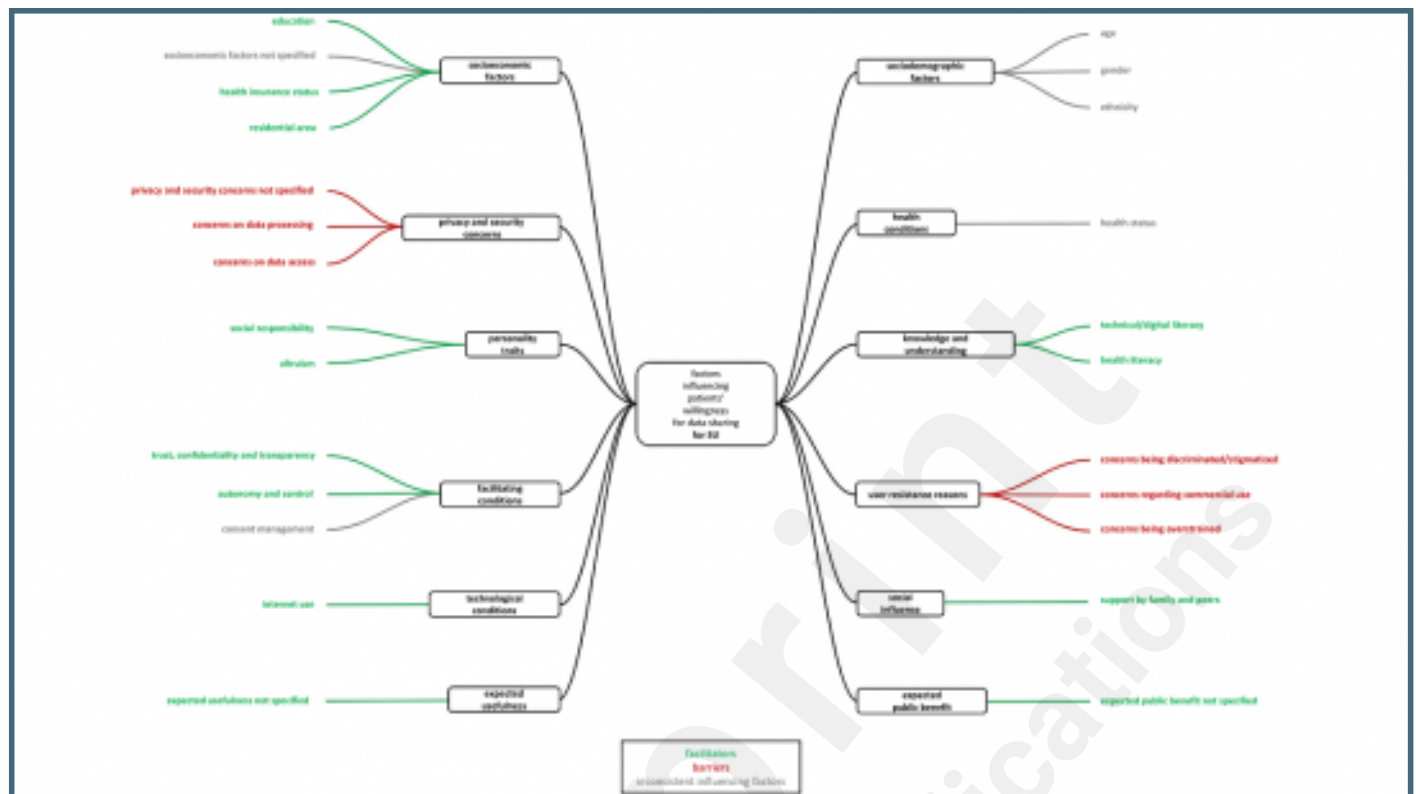 education
socioeconomic factors not specified
health insurance status
residential area
socioeconomic
factors
privacy and security concerns not specified
concerns on data processing
concerns on data access
privacy and security
concerns
social responsibility
altruism
personality
traits
trust, confidentiality and transparency
autonomy and control
consent management
facilitating
conditions
internet use
technological
conditions
expected usefulness not specified
expected
usefulness
factors
influencing
patients'
willingness
for data sharing
for SU
sociodemographic
factors
age
gender
ethnicity
health
conditions
health status
knowledge and
understanding
technical/digital literacy
health literacy
user resistance reasons
concerns being discriminated/stigmatized
concerns regarding commercial use
concerns being overstrained
social
influence
support by family and peers
expected
public benefit
expected public benefit not specified
facilitators
barriers
inconsistent influencing factors
rint
ications